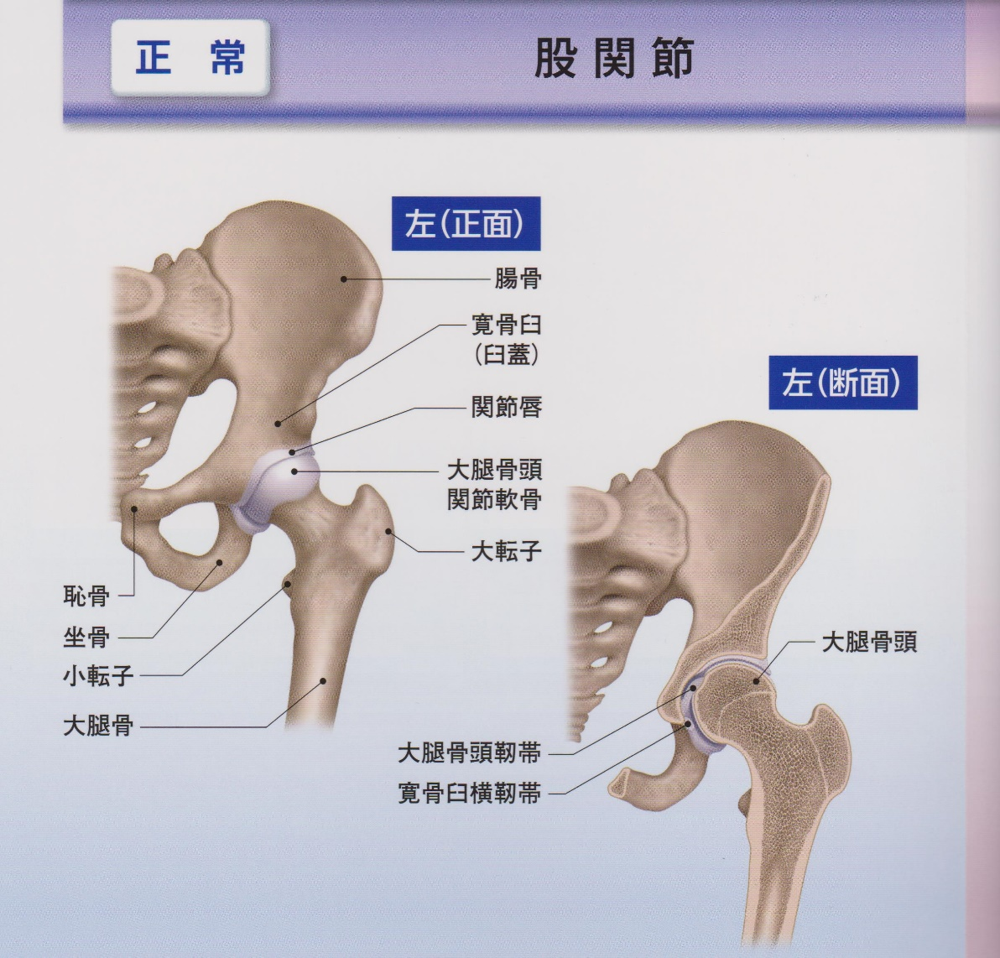 正常
股関節
左(正面)
腸骨
寛骨臼
(臼蓋)
関節唇
大腿骨頭
関節軟骨
大転子
恥骨
坐骨
小転子
大腿骨
左(断面)
大腿骨頭
大腿骨頭靭帯
寛骨臼横靭帯